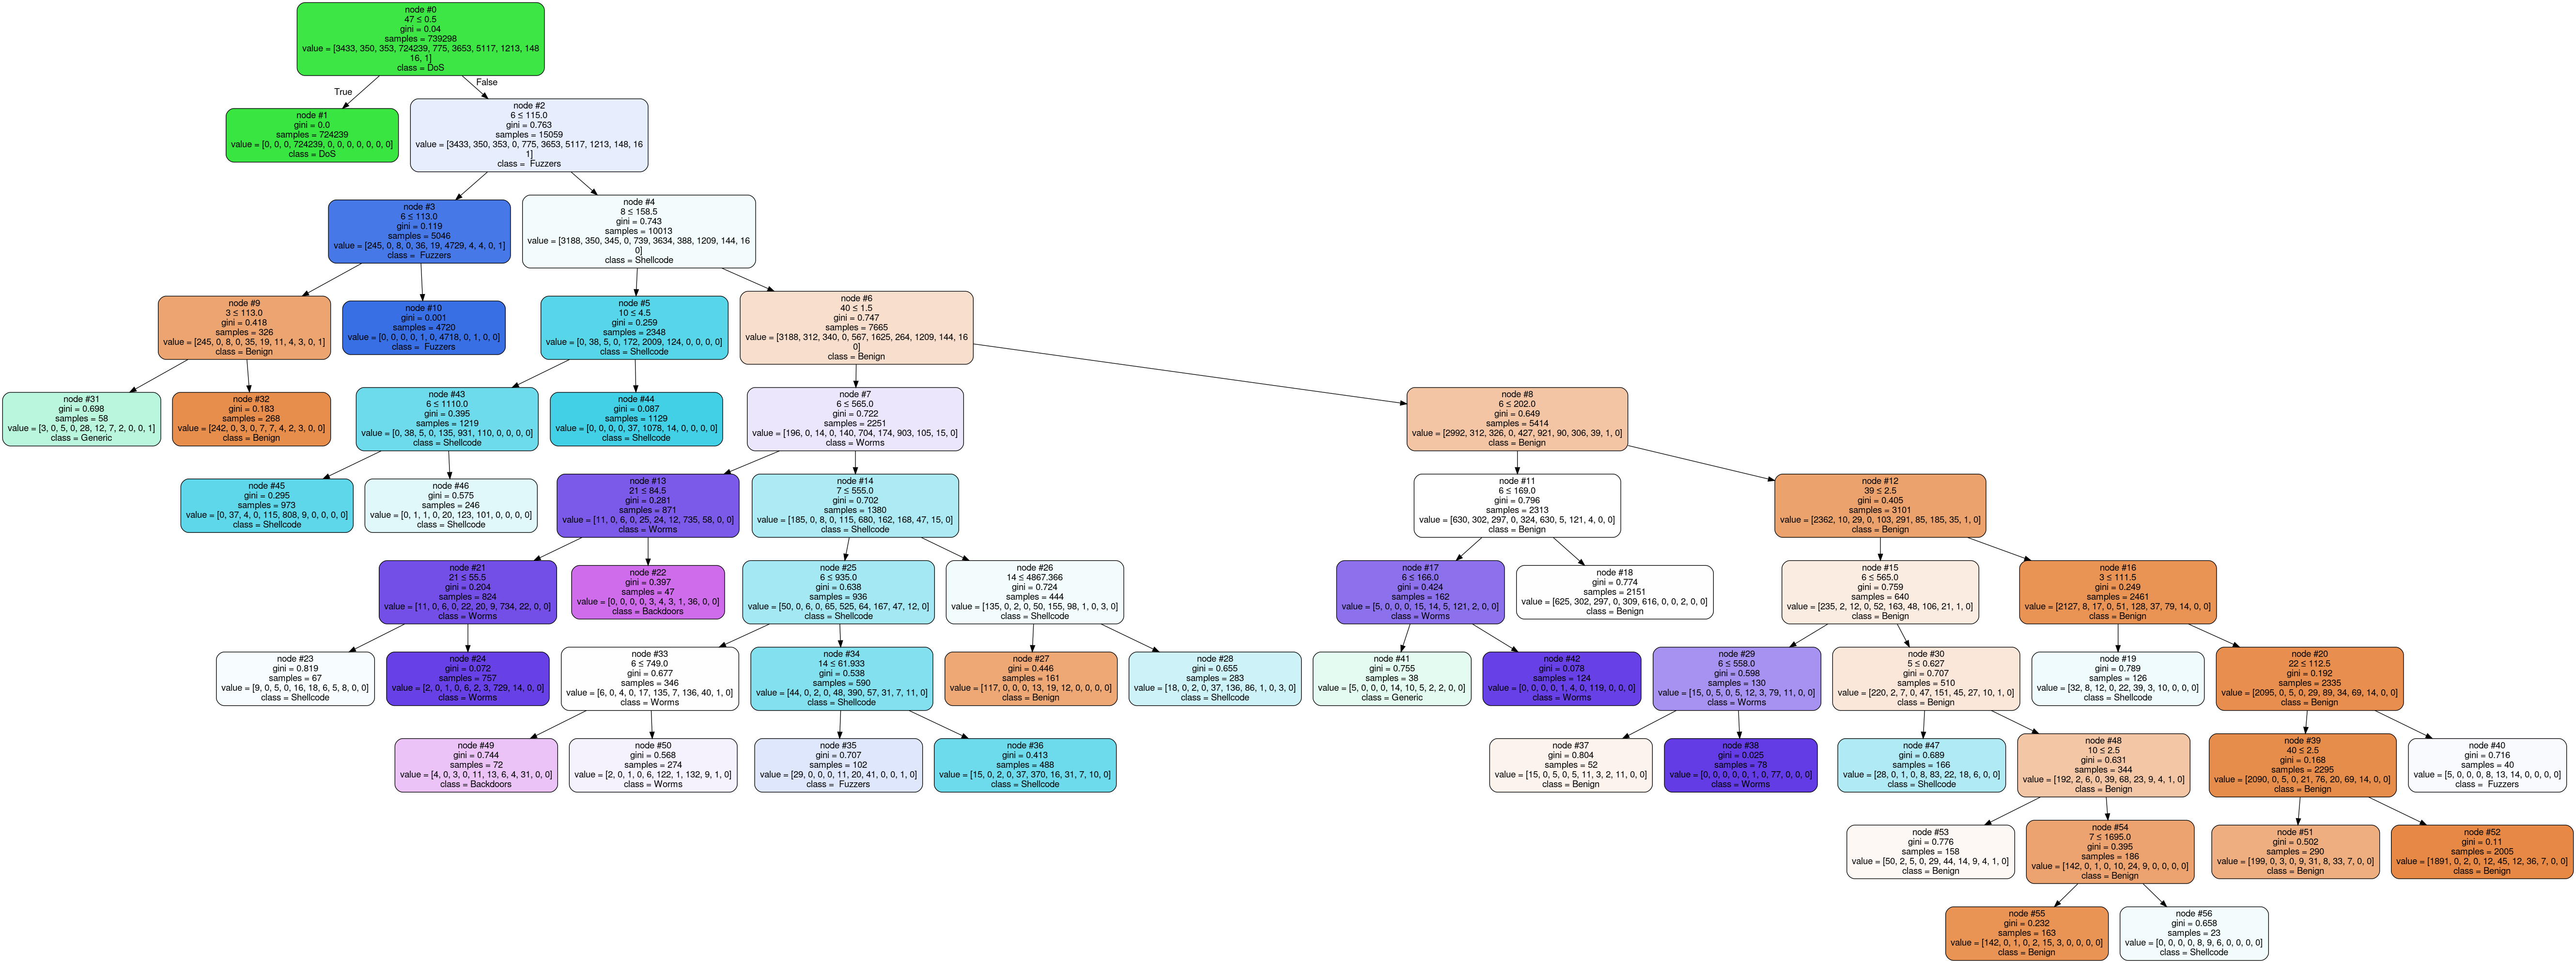 node #0
47 ≤ 0.5
gini = 0.04
samples = 739298
value = [3433, 350, 353, 724239, 775, 3653, 5117, 1213, 148
16, 1]
class = DoS
True
False
node #1
gini = 0.0
samples = 724239
value = [0, 0, 0, 724239, 0, 0, 0, 0, 0, 0, 0]
class = DoS
node #2
6 ≤ 115.0
gini = 0.763
samples = 15059
value = [3433, 350, 353, 0, 775, 3653, 5117, 1213, 148, 16
1]
class =  Fuzzers
node #3
6 ≤ 113.0
gini = 0.119
samples = 5046
value = [245, 0, 8, 0, 36, 19, 4729, 4, 4, 0, 1]
class =  Fuzzers
node #4
8 ≤ 158.5
gini = 0.743
samples = 10013
value = [3188, 350, 345, 0, 739, 3634, 388, 1209, 144, 16
0]
class = Shellcode
node #9
3 ≤ 113.0
gini = 0.418
samples = 326
value = [245, 0, 8, 0, 35, 19, 11, 4, 3, 0, 1]
class = Benign
node #10
gini = 0.001
samples = 4720
value = [0, 0, 0, 0, 1, 0, 4718, 0, 1, 0, 0]
class =  Fuzzers
node #5
10 ≤ 4.5
gini = 0.259
samples = 2348
value = [0, 38, 5, 0, 172, 2009, 124, 0, 0, 0, 0]
class = Shellcode
node #6
40 ≤ 1.5
gini = 0.747
samples = 7665
value = [3188, 312, 340, 0, 567, 1625, 264, 1209, 144, 16
0]
class = Benign
node #31
gini = 0.698
samples = 58
value = [3, 0, 5, 0, 28, 12, 7, 2, 0, 0, 1]
class = Generic
node #32
gini = 0.183
samples = 268
value = [242, 0, 3, 0, 7, 7, 4, 2, 3, 0, 0]
class = Benign
node #43
6 ≤ 1110.0
gini = 0.395
samples = 1219
value = [0, 38, 5, 0, 135, 931, 110, 0, 0, 0, 0]
class = Shellcode
node #44
gini = 0.087
samples = 1129
value = [0, 0, 0, 0, 37, 1078, 14, 0, 0, 0, 0]
class = Shellcode
node #7
6 ≤ 565.0
gini = 0.722
samples = 2251
value = [196, 0, 14, 0, 140, 704, 174, 903, 105, 15, 0]
class = Worms
node #8
6 ≤ 202.0
gini = 0.649
samples = 5414
value = [2992, 312, 326, 0, 427, 921, 90, 306, 39, 1, 0]
class = Benign
node #45
gini = 0.295
samples = 973
value = [0, 37, 4, 0, 115, 808, 9, 0, 0, 0, 0]
class = Shellcode
node #46
gini = 0.575
samples = 246
value = [0, 1, 1, 0, 20, 123, 101, 0, 0, 0, 0]
class = Shellcode
node #13
21 ≤ 84.5
gini = 0.281
samples = 871
value = [11, 0, 6, 0, 25, 24, 12, 735, 58, 0, 0]
class = Worms
node #14
7 ≤ 555.0
gini = 0.702
samples = 1380
value = [185, 0, 8, 0, 115, 680, 162, 168, 47, 15, 0]
class = Shellcode
node #11
6 ≤ 169.0
gini = 0.796
samples = 2313
value = [630, 302, 297, 0, 324, 630, 5, 121, 4, 0, 0]
class = Benign
node #12
39 ≤ 2.5
gini = 0.405
samples = 3101
value = [2362, 10, 29, 0, 103, 291, 85, 185, 35, 1, 0]
class = Benign
node #21
21 ≤ 55.5
gini = 0.204
samples = 824
value = [11, 0, 6, 0, 22, 20, 9, 734, 22, 0, 0]
class = Worms
node #22
gini = 0.397
samples = 47
value = [0, 0, 0, 0, 3, 4, 3, 1, 36, 0, 0]
class = Backdoors
node #25
6 ≤ 935.0
gini = 0.638
samples = 936
value = [50, 0, 6, 0, 65, 525, 64, 167, 47, 12, 0]
class = Shellcode
node #26
14 ≤ 4867.366
gini = 0.724
samples = 444
value = [135, 0, 2, 0, 50, 155, 98, 1, 0, 3, 0]
class = Shellcode
node #17
6 ≤ 166.0
gini = 0.424
samples = 162
value = [5, 0, 0, 0, 15, 14, 5, 121, 2, 0, 0]
class = Worms
node #18
gini = 0.774
samples = 2151
value = [625, 302, 297, 0, 309, 616, 0, 0, 2, 0, 0]
class = Benign
node #15
6 ≤ 565.0
gini = 0.759
samples = 640
value = [235, 2, 12, 0, 52, 163, 48, 106, 21, 1, 0]
class = Benign
node #16
3 ≤ 111.5
gini = 0.249
samples = 2461
value = [2127, 8, 17, 0, 51, 128, 37, 79, 14, 0, 0]
class = Benign
node #23
gini = 0.819
samples = 67
value = [9, 0, 5, 0, 16, 18, 6, 5, 8, 0, 0]
class = Shellcode
node #24
gini = 0.072
samples = 757
value = [2, 0, 1, 0, 6, 2, 3, 729, 14, 0, 0]
class = Worms
node #33
6 ≤ 749.0
gini = 0.677
samples = 346
value = [6, 0, 4, 0, 17, 135, 7, 136, 40, 1, 0]
class = Worms
node #34
14 ≤ 61.933
gini = 0.538
samples = 590
value = [44, 0, 2, 0, 48, 390, 57, 31, 7, 11, 0]
class = Shellcode
node #27
gini = 0.446
samples = 161
value = [117, 0, 0, 0, 13, 19, 12, 0, 0, 0, 0]
class = Benign
node #28
gini = 0.655
samples = 283
value = [18, 0, 2, 0, 37, 136, 86, 1, 0, 3, 0]
class = Shellcode
node #41
gini = 0.755
samples = 38
value = [5, 0, 0, 0, 14, 10, 5, 2, 2, 0, 0]
class = Generic
node #42
gini = 0.078
samples = 124
value = [0, 0, 0, 0, 1, 4, 0, 119, 0, 0, 0]
class = Worms
node #29
6 ≤ 558.0
gini = 0.598
samples = 130
value = [15, 0, 5, 0, 5, 12, 3, 79, 11, 0, 0]
class = Worms
node #30
5 ≤ 0.627
gini = 0.707
samples = 510
value = [220, 2, 7, 0, 47, 151, 45, 27, 10, 1, 0]
class = Benign
node #19
gini = 0.789
samples = 126
value = [32, 8, 12, 0, 22, 39, 3, 10, 0, 0, 0]
class = Shellcode
node #20
22 ≤ 112.5
gini = 0.192
samples = 2335
value = [2095, 0, 5, 0, 29, 89, 34, 69, 14, 0, 0]
class = Benign
node #49
gini = 0.744
samples = 72
value = [4, 0, 3, 0, 11, 13, 6, 4, 31, 0, 0]
class = Backdoors
node #50
gini = 0.568
samples = 274
value = [2, 0, 1, 0, 6, 122, 1, 132, 9, 1, 0]
class = Worms
node #35
gini = 0.707
samples = 102
value = [29, 0, 0, 0, 11, 20, 41, 0, 0, 1, 0]
class =  Fuzzers
node #36
gini = 0.413
samples = 488
value = [15, 0, 2, 0, 37, 370, 16, 31, 7, 10, 0]
class = Shellcode
node #37
gini = 0.804
samples = 52
value = [15, 0, 5, 0, 5, 11, 3, 2, 11, 0, 0]
class = Benign
node #38
gini = 0.025
samples = 78
value = [0, 0, 0, 0, 0, 1, 0, 77, 0, 0, 0]
class = Worms
node #47
gini = 0.689
samples = 166
value = [28, 0, 1, 0, 8, 83, 22, 18, 6, 0, 0]
class = Shellcode
node #48
10 ≤ 2.5
gini = 0.631
samples = 344
value = [192, 2, 6, 0, 39, 68, 23, 9, 4, 1, 0]
class = Benign
node #39
40 ≤ 2.5
gini = 0.168
samples = 2295
value = [2090, 0, 5, 0, 21, 76, 20, 69, 14, 0, 0]
class = Benign
node #40
gini = 0.716
samples = 40
value = [5, 0, 0, 0, 8, 13, 14, 0, 0, 0, 0]
class =  Fuzzers
node #53
gini = 0.776
samples = 158
value = [50, 2, 5, 0, 29, 44, 14, 9, 4, 1, 0]
class = Benign
node #54
7 ≤ 1695.0
gini = 0.395
samples = 186
value = [142, 0, 1, 0, 10, 24, 9, 0, 0, 0, 0]
class = Benign
node #51
gini = 0.502
samples = 290
value = [199, 0, 3, 0, 9, 31, 8, 33, 7, 0, 0]
class = Benign
node #52
gini = 0.11
samples = 2005
value = [1891, 0, 2, 0, 12, 45, 12, 36, 7, 0, 0]
class = Benign
node #55
gini = 0.232
samples = 163
value = [142, 0, 1, 0, 2, 15, 3, 0, 0, 0, 0]
class = Benign
node #56
gini = 0.658
samples = 23
value = [0, 0, 0, 0, 8, 9, 6, 0, 0, 0, 0]
class = Shellcode